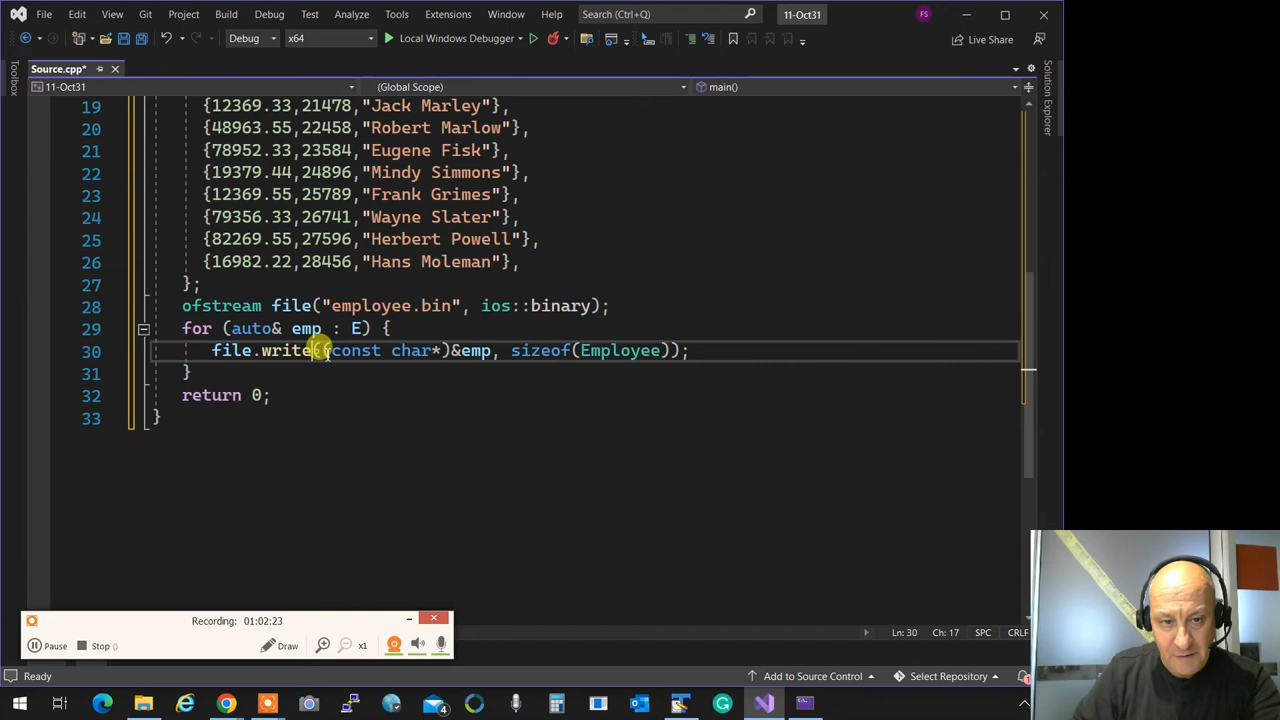 File Edit View Git Project Build Debug Test Analyze Tools Extensions Window Help Search (Ctrl+Q) 11-Oct31 FS
Debug x64 Local Windows Debugger Live Share
Toolbox
Source.cpp*
11-Oct31 (Global Scope) main()
Solution Explorer
19 {12369.33,21478,"Jack Marley"},
20 {48963.55,22458,"Robert Marlow"},
21 {78952.33,23584,"Eugene Fisk"},
22 {19379.44,24896,"Mindy Simmons"},
23 {12369.55,25789,"Frank Grimes"},
24 {79356.33,26741,"Wayne Slater"},
25 {82269.55,27596,"Herbert Powell"},
26 {16982.22,28456,"Hans Moleman"},
27 };
28 ofstream file("employee.bin", ios::binary);
29 for (auto& emp : E) {
30 file.write((const char*)&emp, sizeof(Employee));
31 }
32 return 0;
33 }
Recording: 01:02:23
Pause Stop () Draw x1
Ln: 30 Ch: 17 SPC CRLF
Ready Add to Source Control Select Repository 1
4